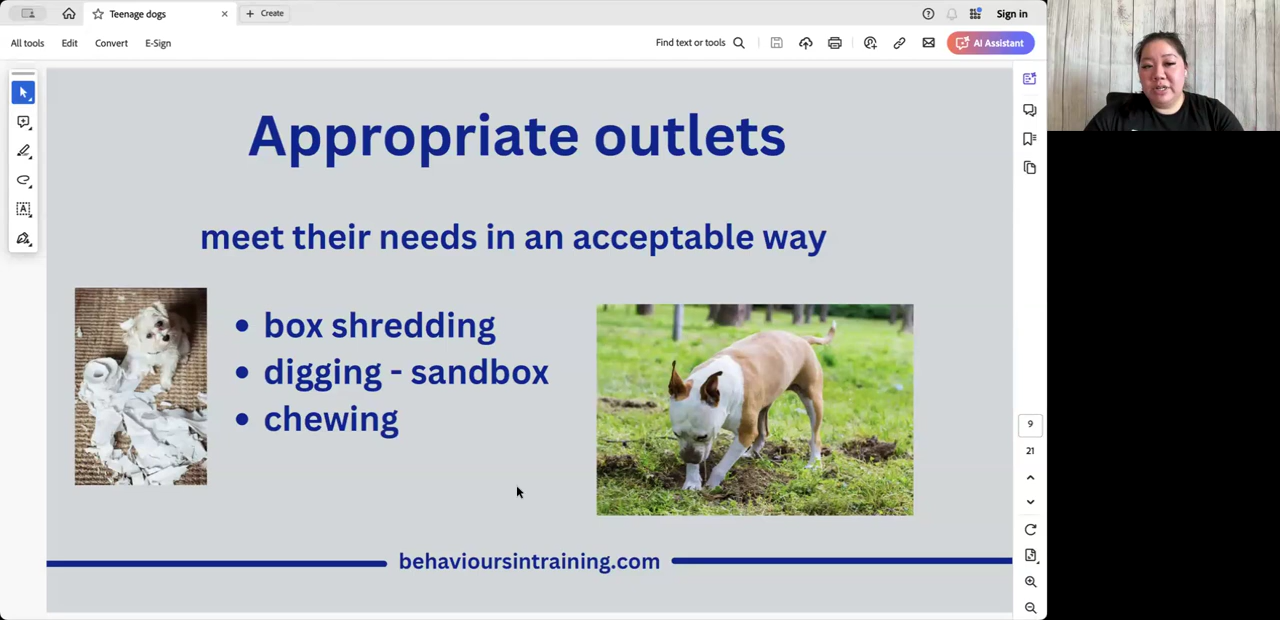 Teenage dogs
Create
Sign in
All tools
Edit
Convert
E-Sign
Find text or tools
AI Assistant
Appropriate outlets
meet their needs in an acceptable way
box shredding
digging - sandbox
chewing
9
21
behavioursintraining.com